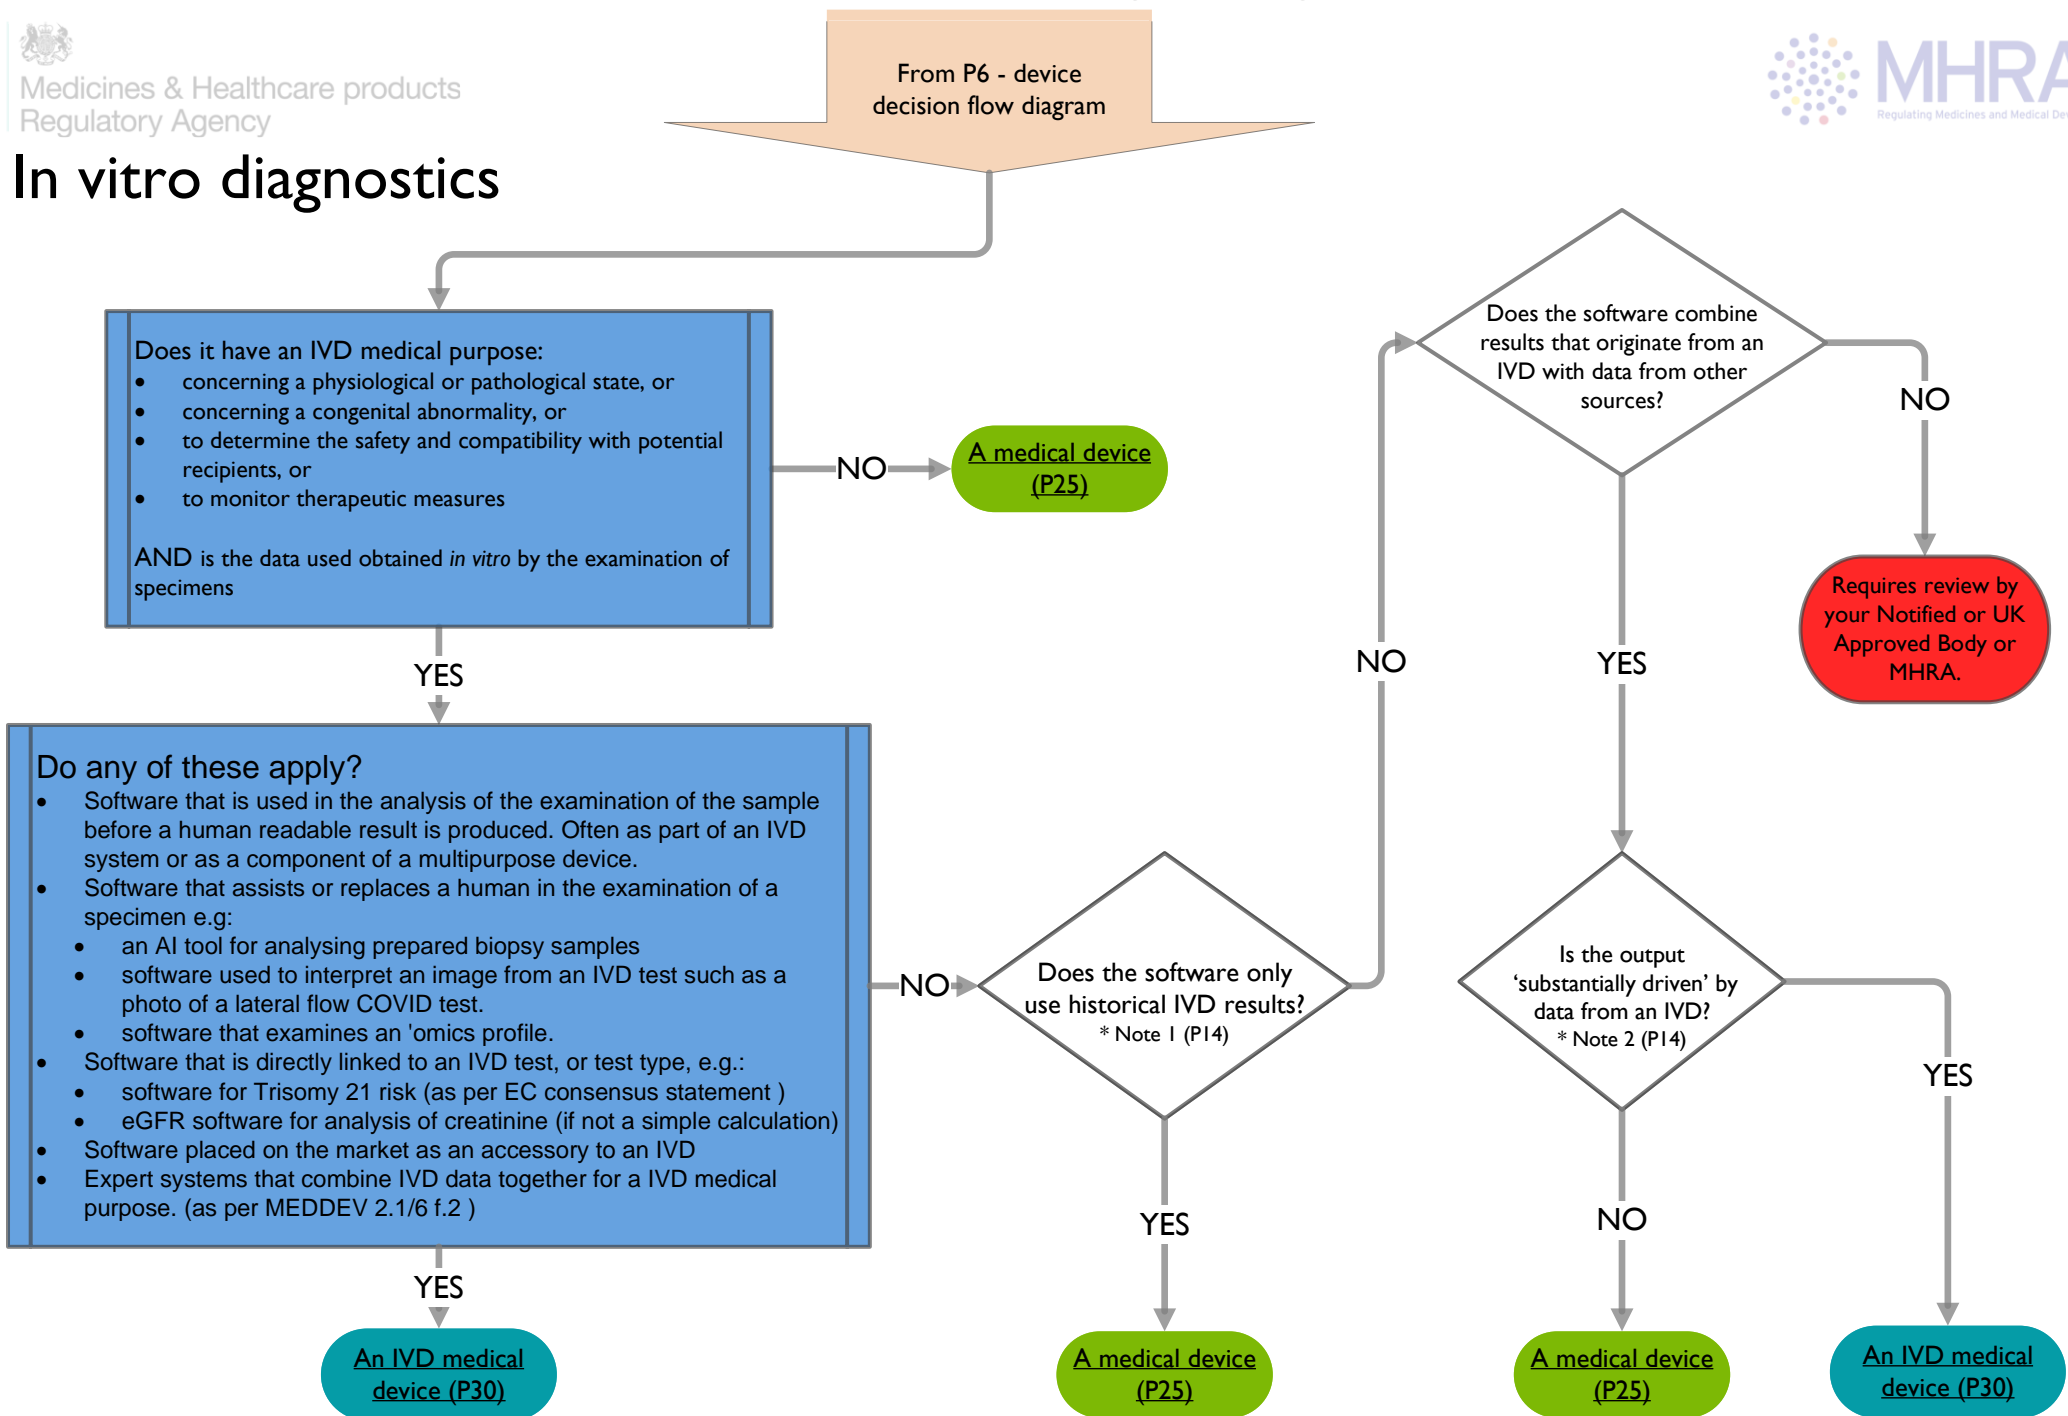 Medicines & Healthcare products
Regulatory Agency
From P6 - device
decision flow diagram
MHRA
Regulating Medicines and Medical Dev
In vitro diagnostics
Does it have an IVD medical purpose:
• concerning a physiological or pathological state, or
• concerning a congenital abnormality, or
• to determine the safety and compatibility with potential
recipients, or
• to monitor therapeutic measures
AND is the data used obtained in vitro by the examination of
specimens
NO
A medical device
(P25)
YES
Do any of these apply?
• Software that is used in the analysis of the examination of the sample
before a human readable result is produced. Often as part of an IVD
system or as a component of a multipurpose device.
• Software that assists or replaces a human in the examination of a
specimen e.g:
• an AI tool for analysing prepared biopsy samples
• software used to interpret an image from an IVD test such as a
photo of a lateral flow COVID test.
• software that examines an 'omics profile.
• Software that is directly linked to an IVD test, or test type, e.g.:
• software for Trisomy 21 risk (as per EC consensus statement )
• eGFR software for analysis of creatinine (if not a simple calculation)
• Software placed on the market as an accessory to an IVD
• Expert systems that combine IVD data together for a IVD medical
purpose. (as per MEDDEV 2.1/6 f.2 )
YES
An IVD medical
device (P30)
NO
Does the software only
use historical IVD results?
* Note 1 (P14)
YES
A medical device
(P25)
NO
Does the software combine
results that originate from an
IVD with data from other
sources?
NO
Requires review by
your Notified or UK
Approved Body or
MHRA.
YES
Is the output
‘substantially driven’ by
data from an IVD?
* Note 2 (P14)
NO
A medical device
(P25)
YES
An IVD medical
device (P30)